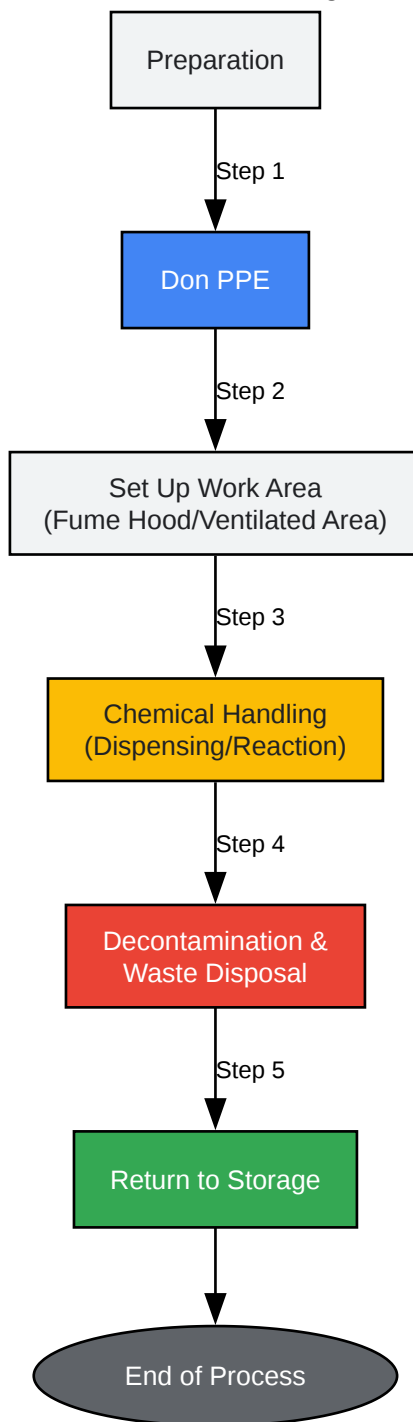 Preparation
Step 1
Don PPE
Step 2
Set Up Work Area
(Fume Hood/Ventilated Area)
Step 3
Chemical Handling
(Dispensing/Reaction)
Step 4
Decontamination &
Waste Disposal
Step 5
Return to Storage
End of Process